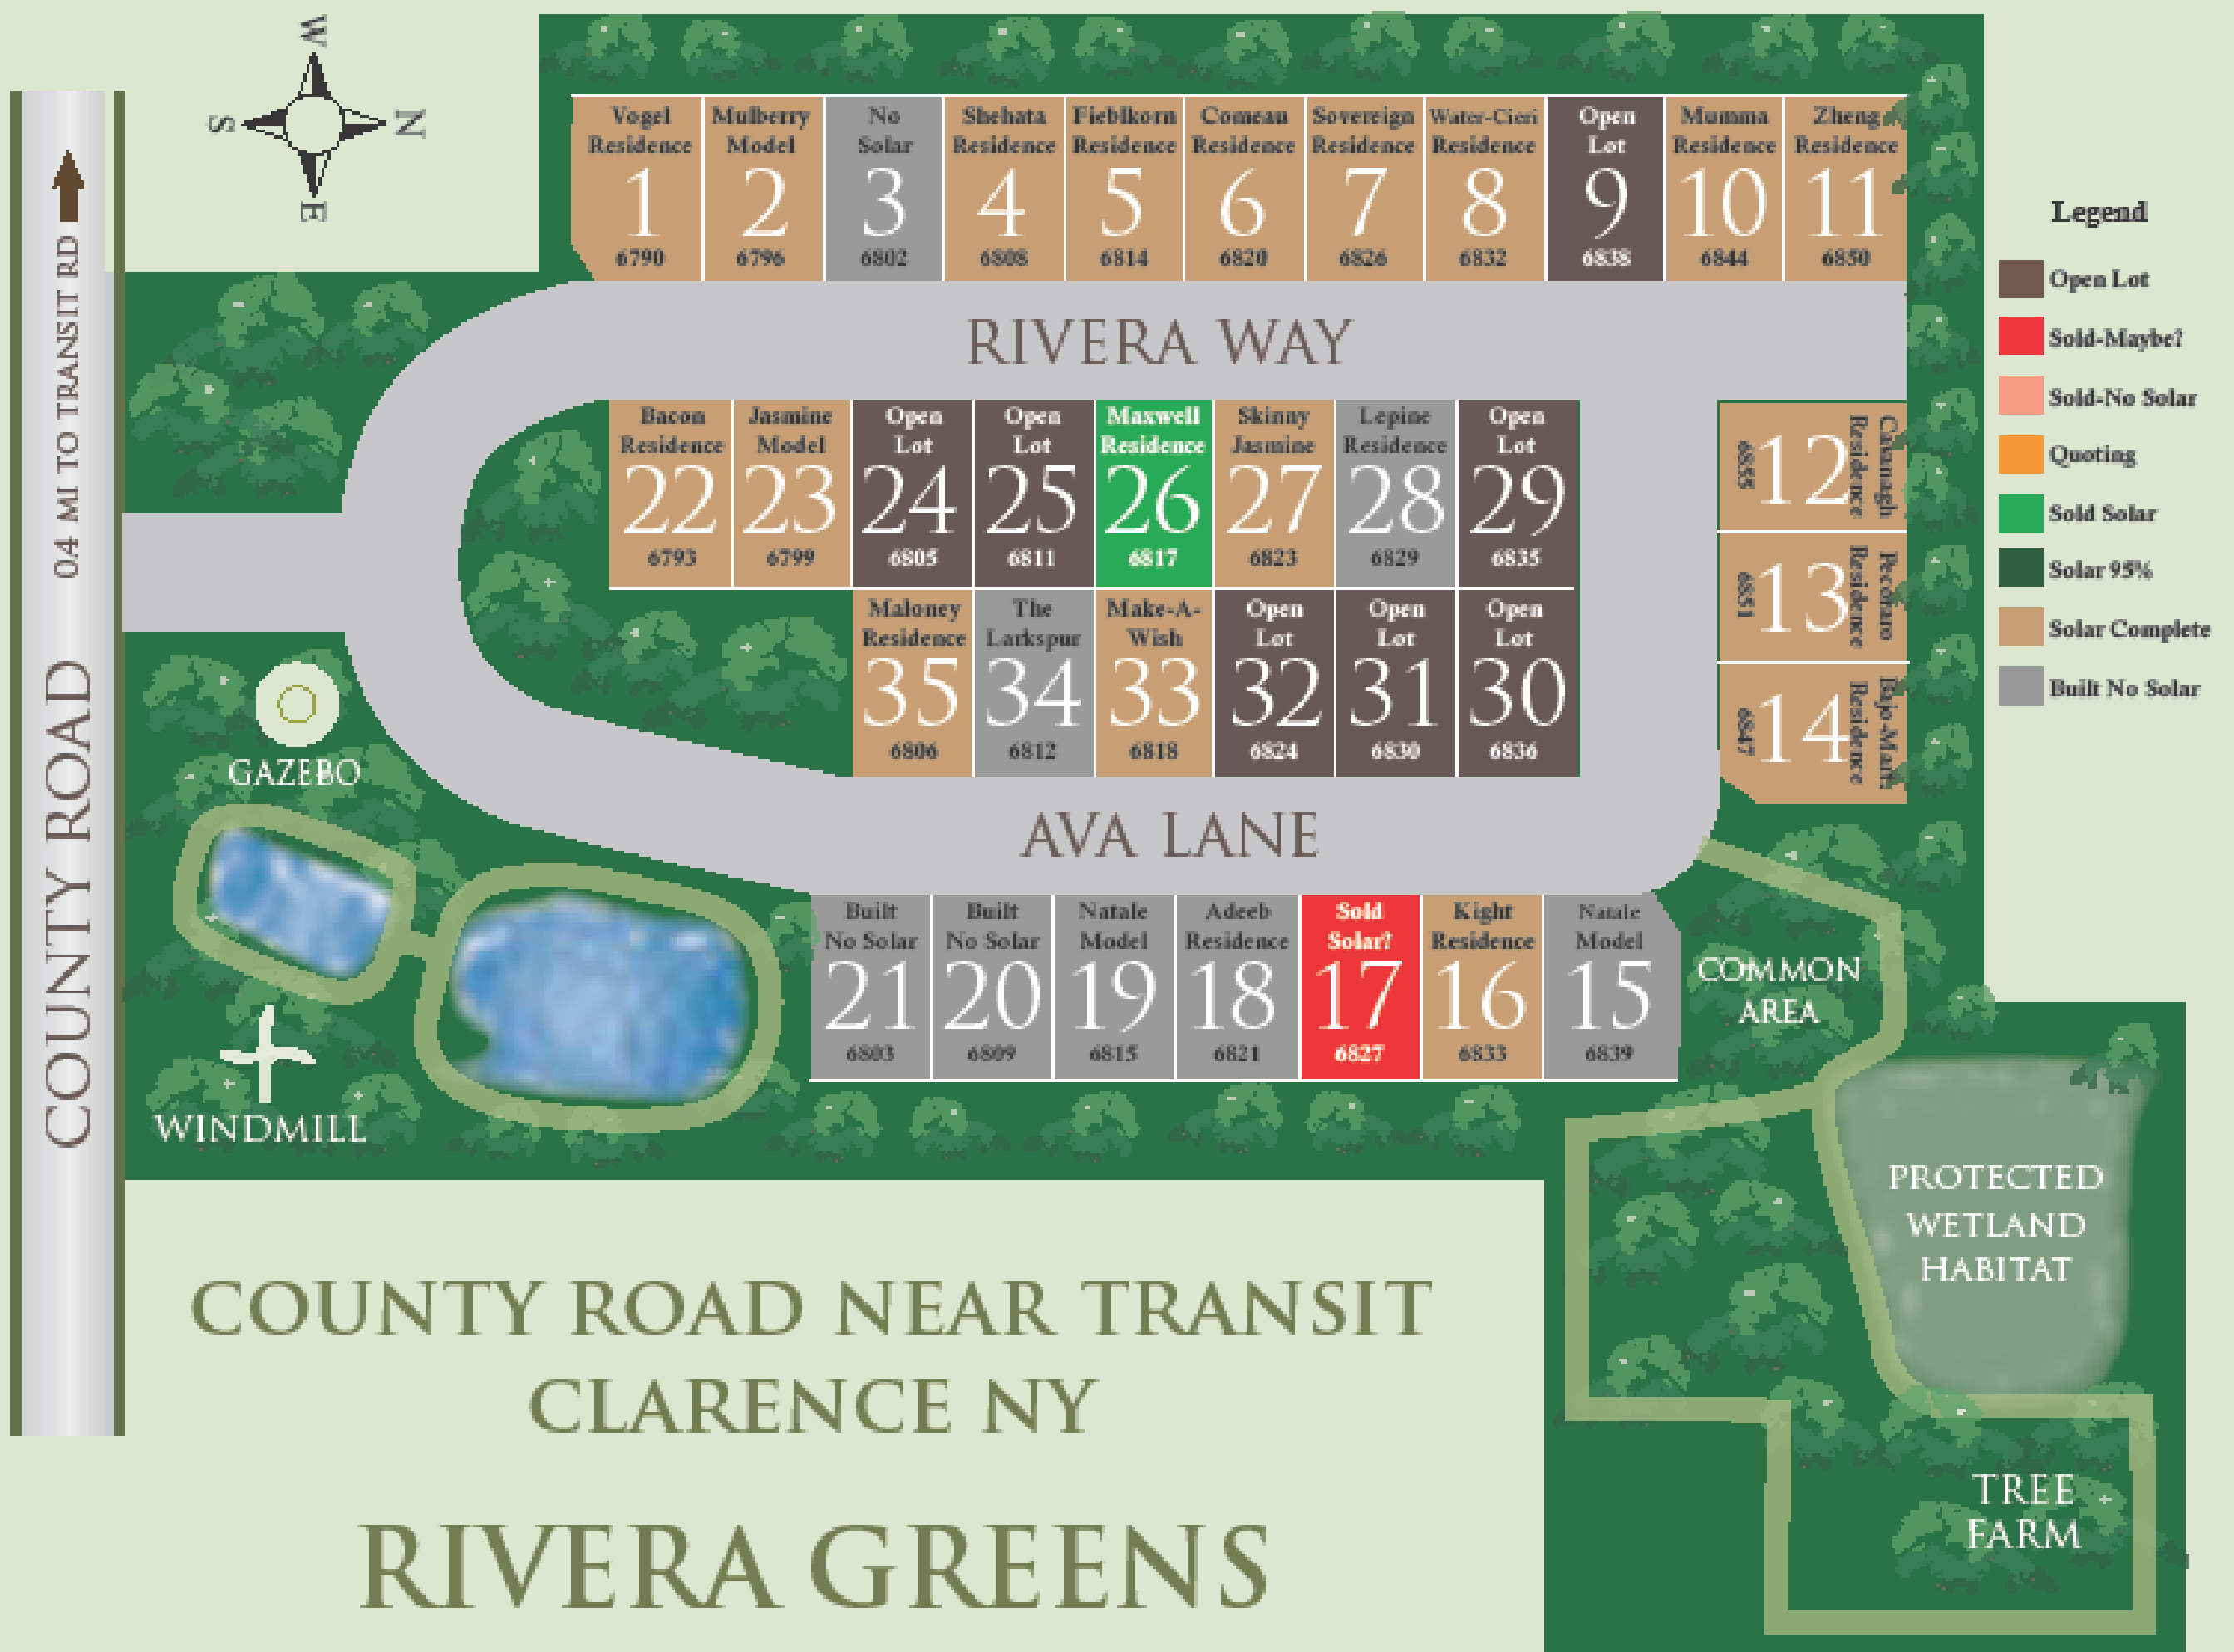 W
S
N
E
0.4 MI TO TRANSIT RD
COUNTY ROAD
Vogel
Residence
1
6790
Mulberry
Model
2
6796
No
Solar
3
6802
Shehata
Residence
4
6808
Fieblkorn
Residence
5
6814
Comeau
Residence
6
6820
Sovereign
Residence
7
6826
Water-Cieri
Residence
8
6832
Open
Lot
9
6838
Mumma
Residence
10
6844
Zheng
Residence
11
6850
RIVERA WAY
Bacon
Residence
22
6793
Jasmine
Model
23
6799
Open
Lot
24
6805
Open
Lot
25
6811
Maxwell
Residence
26
6817
Skinny
Jasmine
27
6823
Lepine
Residence
28
6829
Open
Lot
29
6835
Cavanagh
Residence
12
6855
Pecoraro
Residence
13
6851
Residence
14
6847
Maloney
Residence
35
6806
The
Larkspur
34
6812
Make-A-
Wish
33
6818
Open
Lot
32
6824
Open
Lot
31
6830
Open
Lot
30
6836
AVA LANE
Built
No Solar
21
6803
Built
No Solar
20
6809
Natale
Model
19
6815
Adeeb
Residence
18
6821
Sold
Solar?
17
6827
Kight
Residence
16
6833
Natale
Model
15
6839
GAZEBO
WINDMILL
COMMON
AREA
PROTECTED
WETLAND
HABITAT
TREE
FARM
Legend
Open Lot
Sold-Maybe?
Sold-No Solar
Quoting
Sold Solar
Solar 95%
Solar Complete
Built No Solar
COUNTY ROAD NEAR TRANSIT
CLARENCE NY
RIVERA GREENS